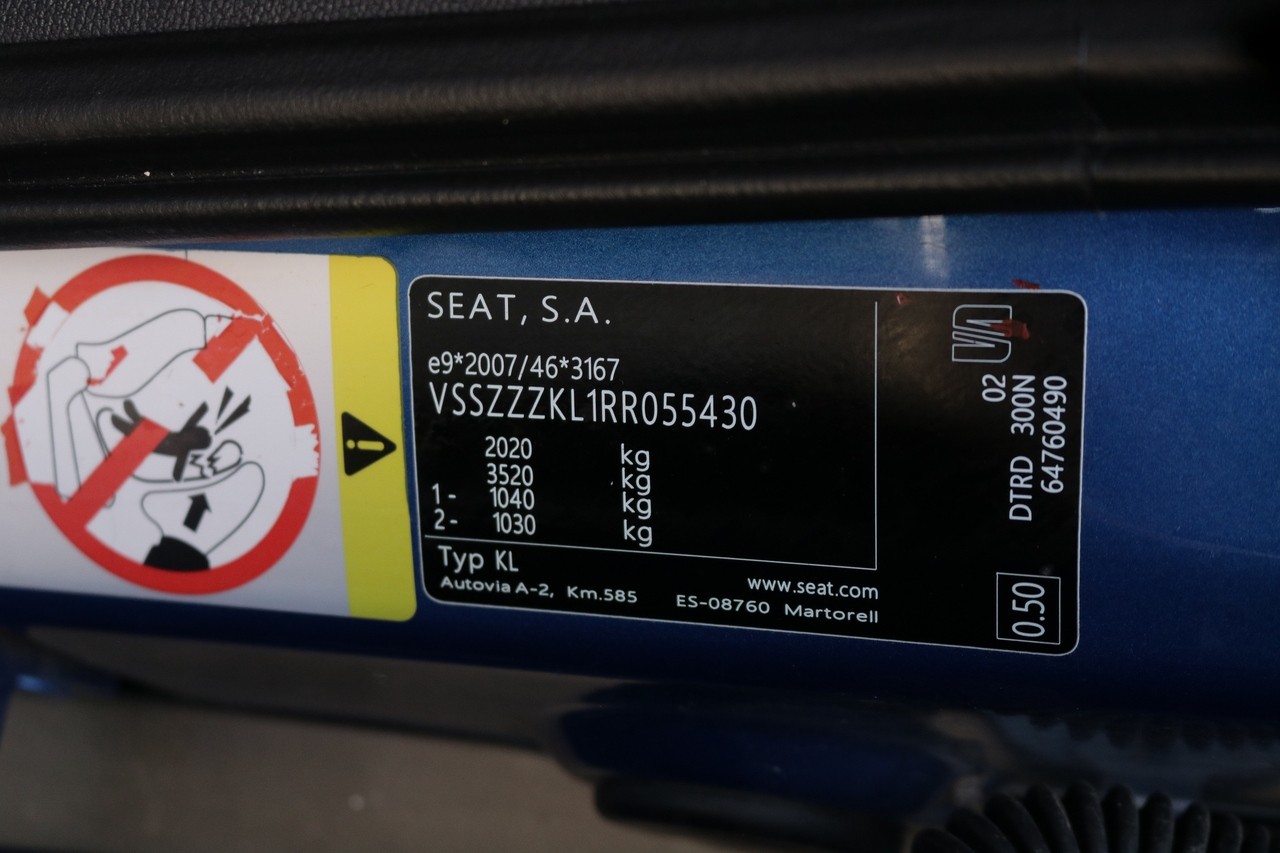 SEAT, S.A.
e9*2007/46*3167
VSSZZZKL1RR055430
2020 kg
3520 kg
1- 1040 kg
2- 1030 kg
Typ KL
www.seat.com
Autovia A-2, Km.585 ES-08760 Martorell
02
DTRD 300N
64760490
0.50